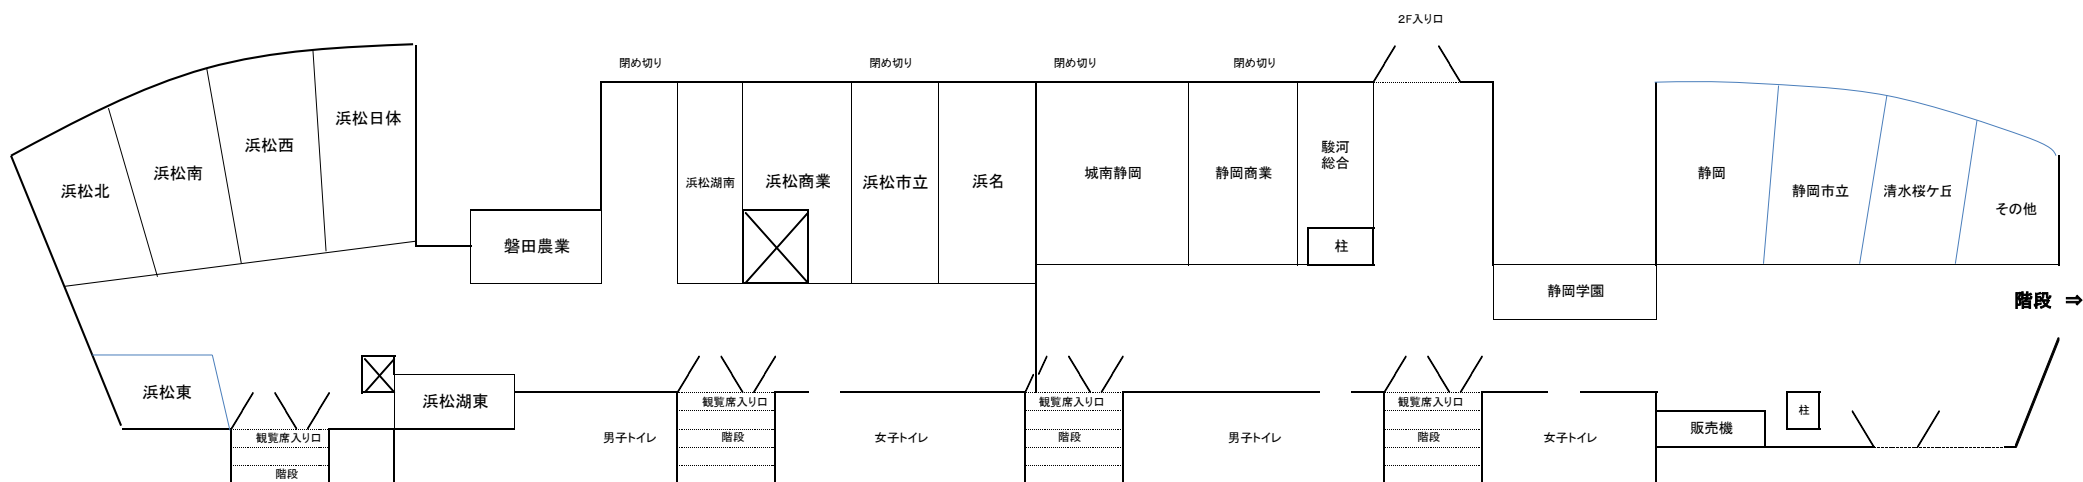 2F入り口
閉め切り
閉め切り
閉め切り
閉め切り
浜松北
浜松南
浜松西
浜松日体
磐田農業
浜松湖南
浜松商業
浜松市立
浜名
城南静岡
静岡商業
駿河
総合
柱
静岡学園
静岡
静岡市立
清水桜ケ丘
その他
階段 ⇒
浜松東
浜松湖東
観覧席入り口
階段
男子トイレ
観覧席入り口
階段
女子トイレ
観覧席入り口
階段
男子トイレ
観覧席入り口
階段
女子トイレ
販売機
柱